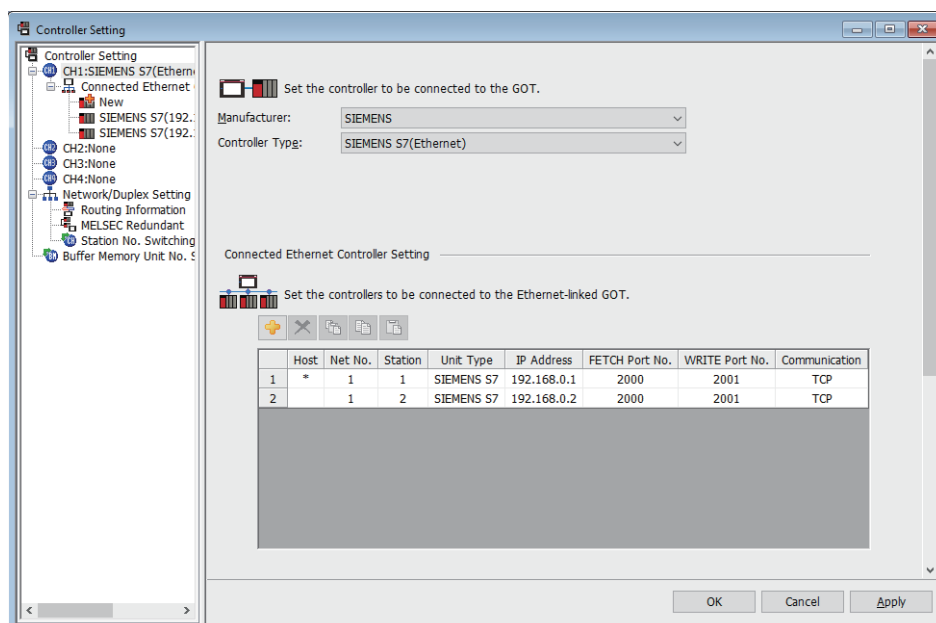 Controller Setting
Controller Setting
CH1:SIEMENS S7(Ethern
Connected Ethernet
New
SIEMENS S7(192.
SIEMENS S7(192.
CH2:None
CH3:None
CH4:None
Network/Duplex Setting
Routing Information
MELSEC Redundant
Station No. Switching
Buffer Memory Unit No. S
Set the controller to be connected to the GOT.
Manufacturer: SIEMENS
Controller Type: SIEMENS S7(Ethernet)
Connected Ethernet Controller Setting
Set the controllers to be connected to the Ethernet-linked GOT.
Host Net No. Station Unit Type IP Address FETCH Port No. WRITE Port No. Communication
1 * 1 1 SIEMENS S7 192.168.0.1 2000 2001 TCP
2 1 2 SIEMENS S7 192.168.0.2 2000 2001 TCP
OK Cancel Apply